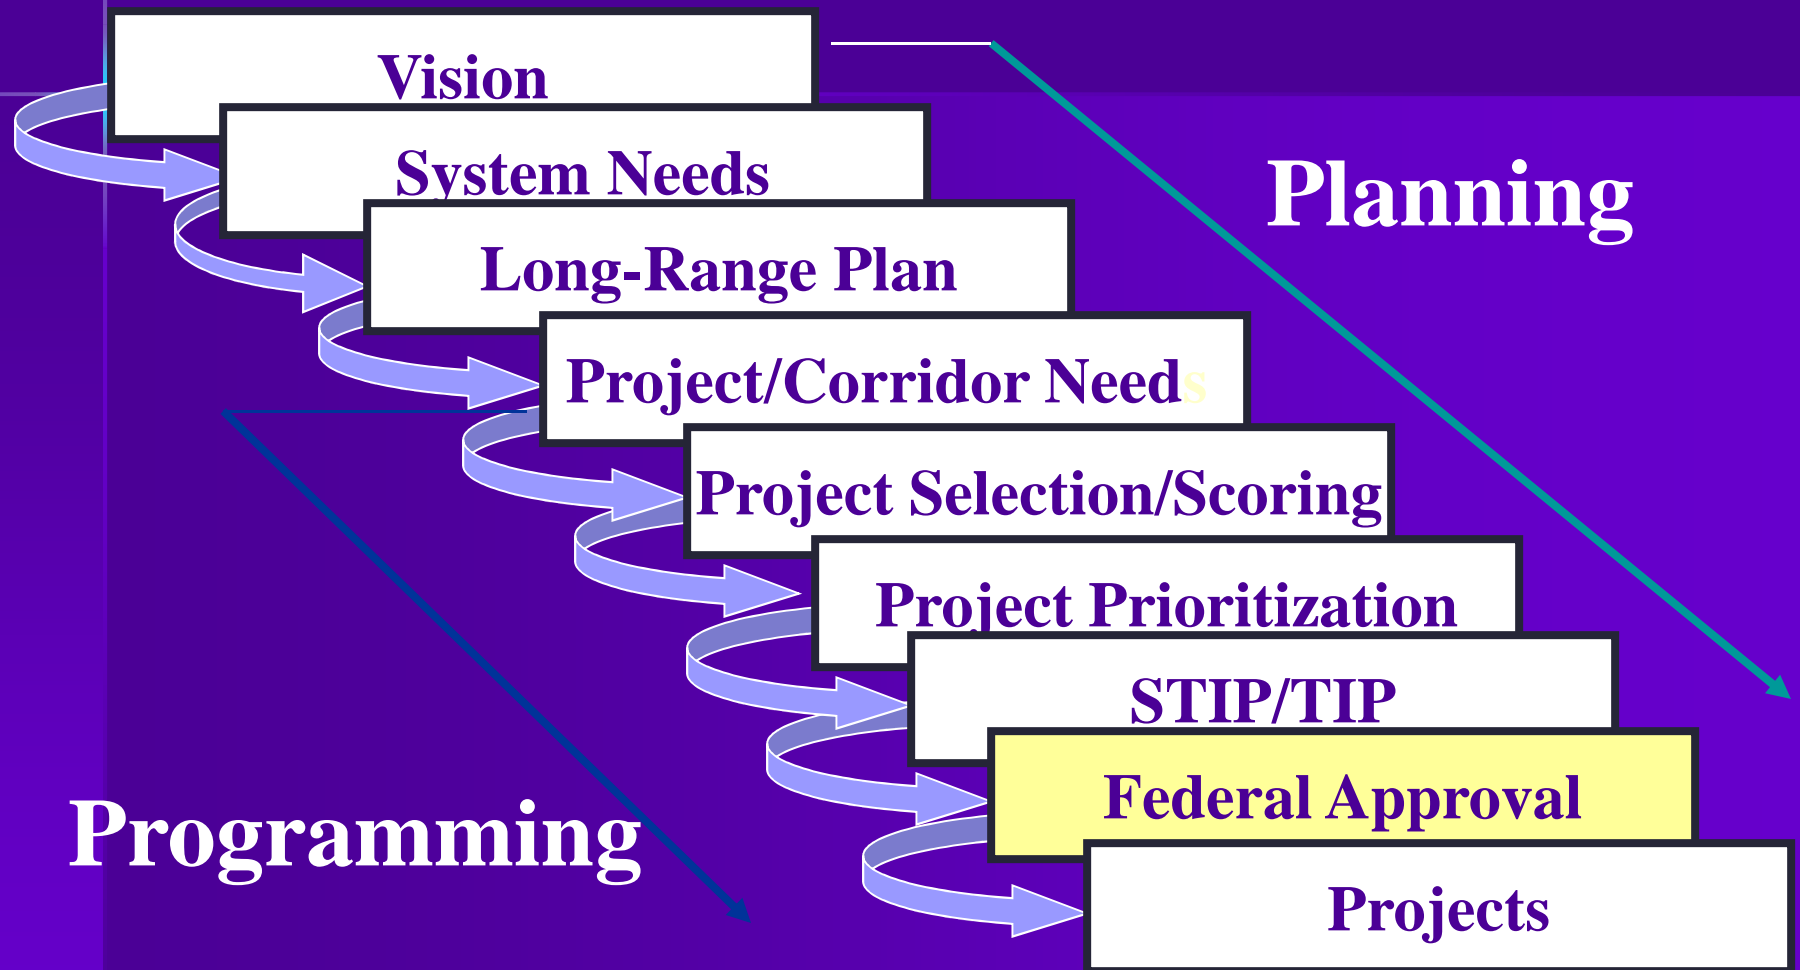 Vision
System Needs
Planning
Long-Range Plan
Project/Corridor Needs
Project Selection/Scoring
Project Prioritization
STIP/TIP
Federal Approval
Programming
Projects